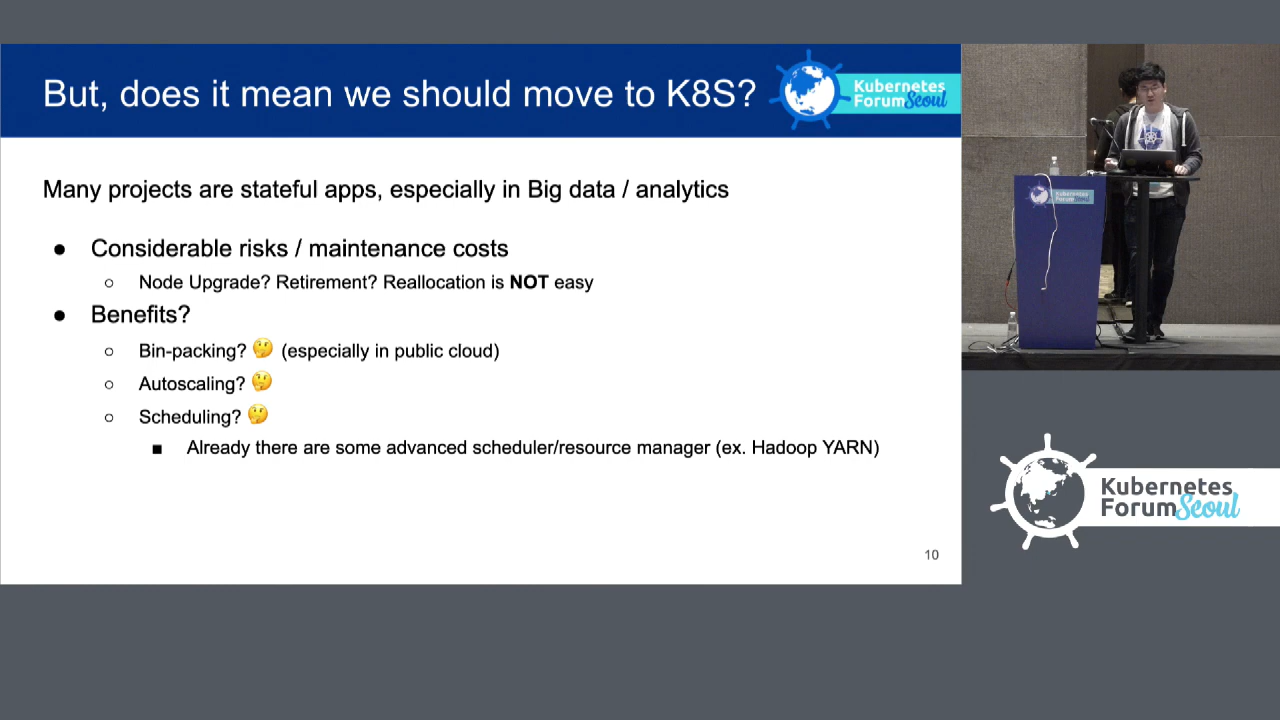 But, does it mean we should move to K8S?
Kubernetes
Forum Seoul
Many projects are stateful apps, especially in Big data / analytics
● Considerable risks / maintenance costs
○ Node Upgrade? Retirement? Reallocation is NOT easy
● Benefits?
○ Bin-packing? 🤔 (especially in public cloud)
○ Autoscaling? 🤔
○ Scheduling? 🤔
■ Already there are some advanced scheduler/resource manager (ex. Hadoop YARN)
10
Kubernetes
Forum Seoul
Kubernetes
Forum Seoul